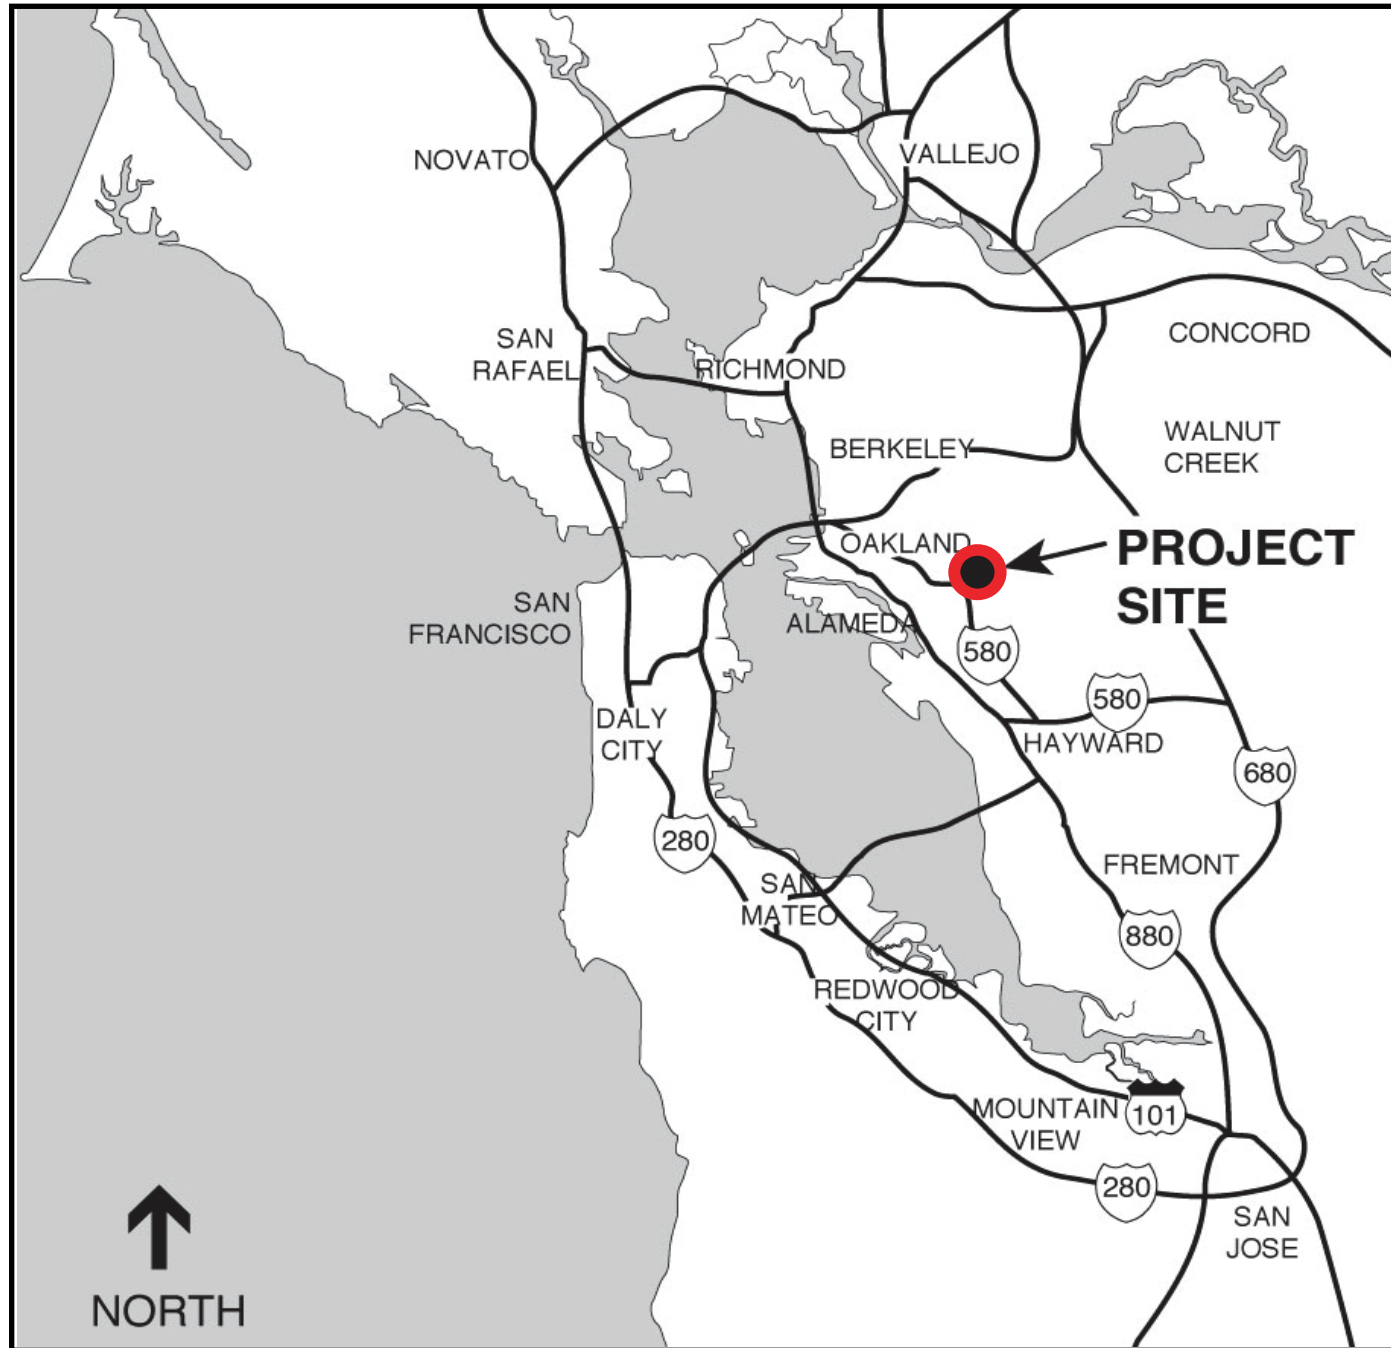 NOVATO
VALLEJO
SAN
RAFAEL
RICHMOND
CONCORD
BERKELEY
WALNUT
CREEK
OAKLAND
PROJECT
SITE
SAN
FRANCISCO
ALAMEDA
580
580
DALY
CITY
HAYWARD
680
280
FREMONT
SAN
MATEO
880
REDWOOD
CITY
MOUNTAIN
VIEW
101
280
SAN
JOSE
NORTH